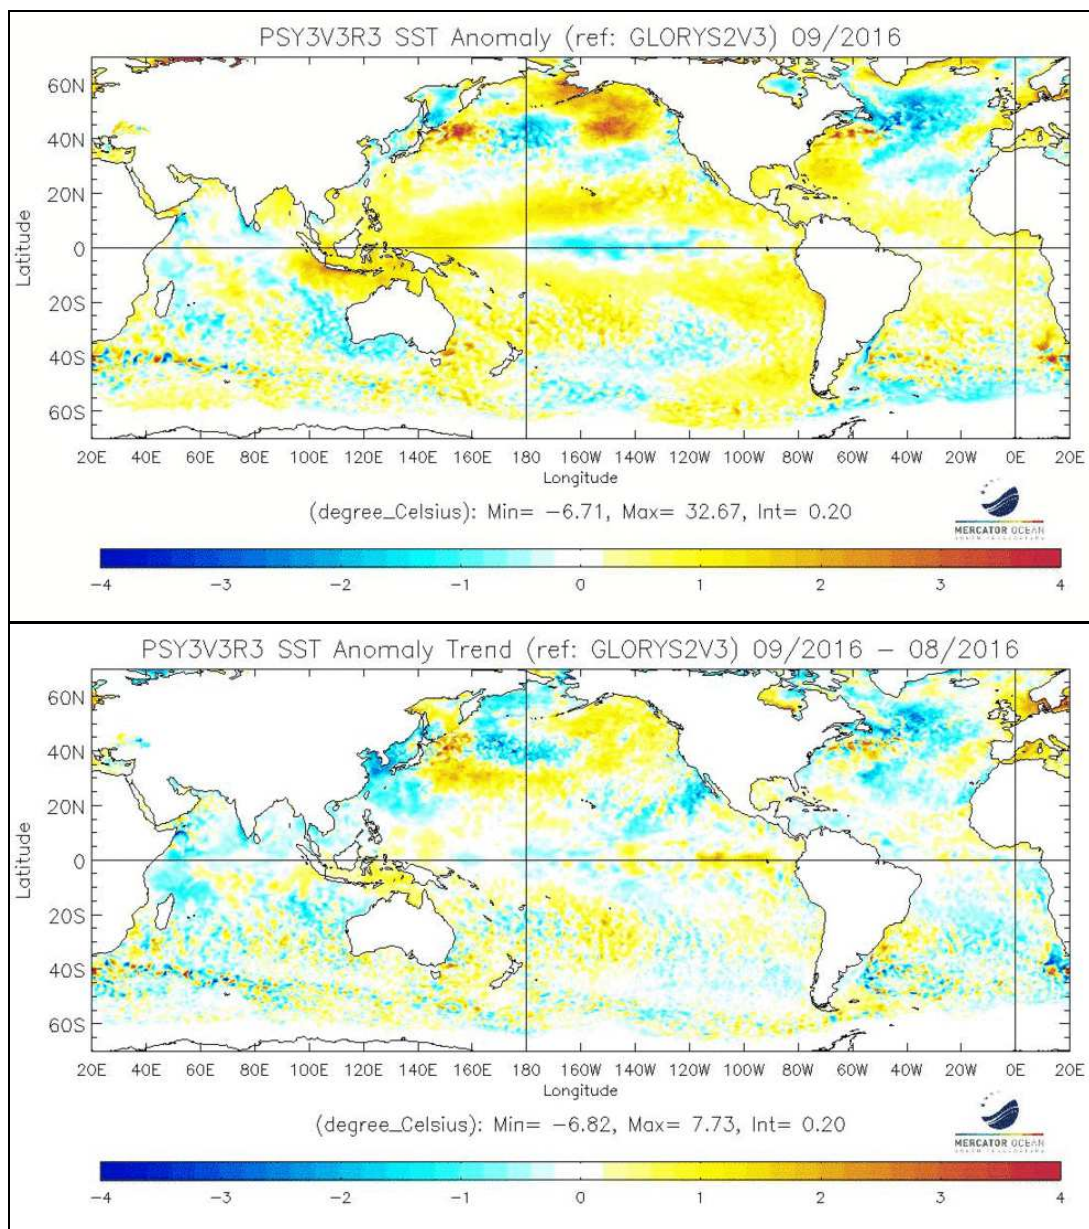 PSY3V3R3 SST Anomaly (ref: GLORYS2V3) 09/2016
60N
40N
20N
0
20S
40S
60S
Latitude
20E 40E 60E 80E 100E 120E 140E 160E 180 160W 140W 120W 100W 80W 60W 40W 20W 0E 20E
Longitude
(degree_Celsius): Min= -6.71, Max= 32.67, Int= 0.20
MERCATOR OCEAN
-4 -3 -2 -1 0 1 2 3 4
PSY3V3R3 SST Anomaly Trend (ref: GLORYS2V3) 09/2016 - 08/2016
60N
40N
20N
0
20S
40S
60S
Latitude
20E 40E 60E 80E 100E 120E 140E 160E 180 160W 140W 120W 100W 80W 60W 40W 20W 0E 20E
Longitude
(degree_Celsius): Min= -6.82, Max= 7.73, Int= 0.20
MERCATOR OCEAN
-4 -3 -2 -1 0 1 2 3 4